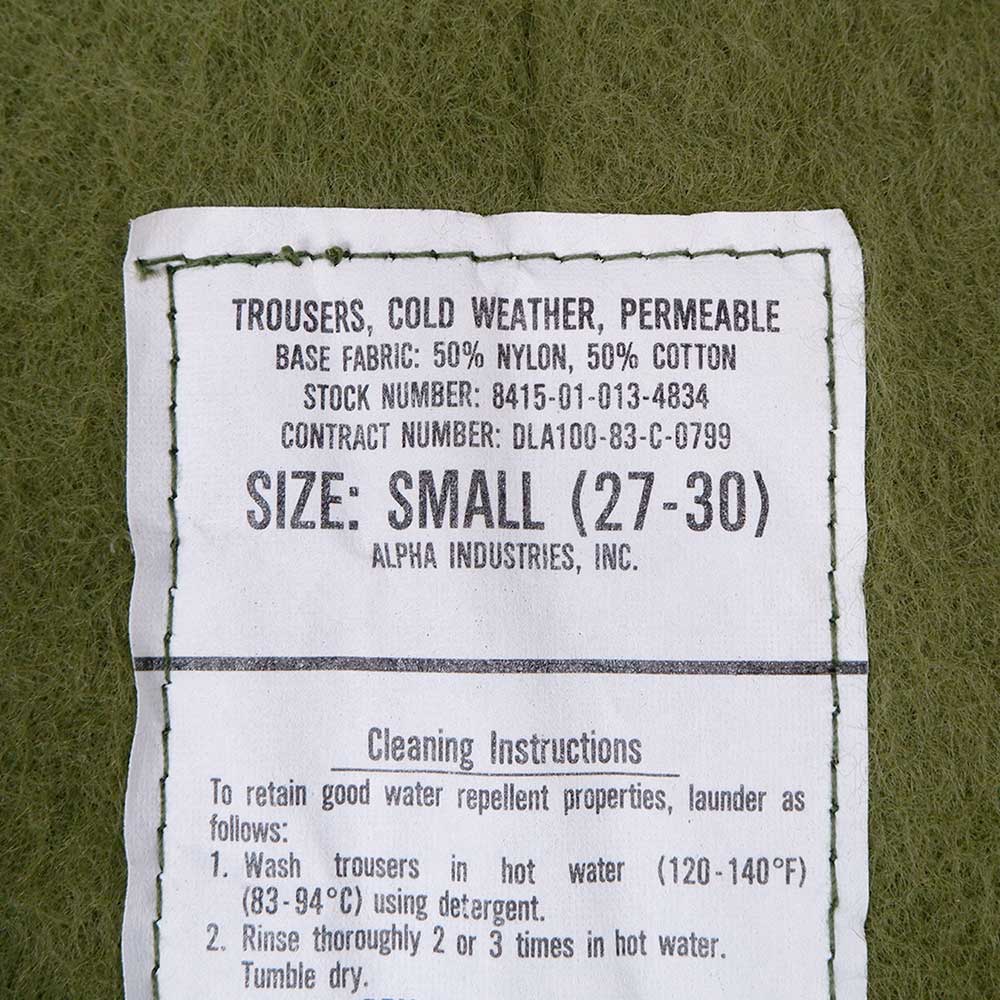 TROUSERS, COLD WEATHER, PERMEABLE
BASE FABRIC: 50% NYLON, 50% COTTON
STOCK NUMBER: 8415-01-013-4834
CONTRACT NUMBER: DLA100-83-C-0799
SIZE: SMALL (27-30)
ALPHA INDUSTRIES, INC.
Cleaning Instructions
To retain good water repellent properties, launder as
follows:
1. Wash trousers in hot water (120-140°F)
(83-94°C) using detergent.
2. Rinse thoroughly 2 or 3 times in hot water.
Tumble dry.